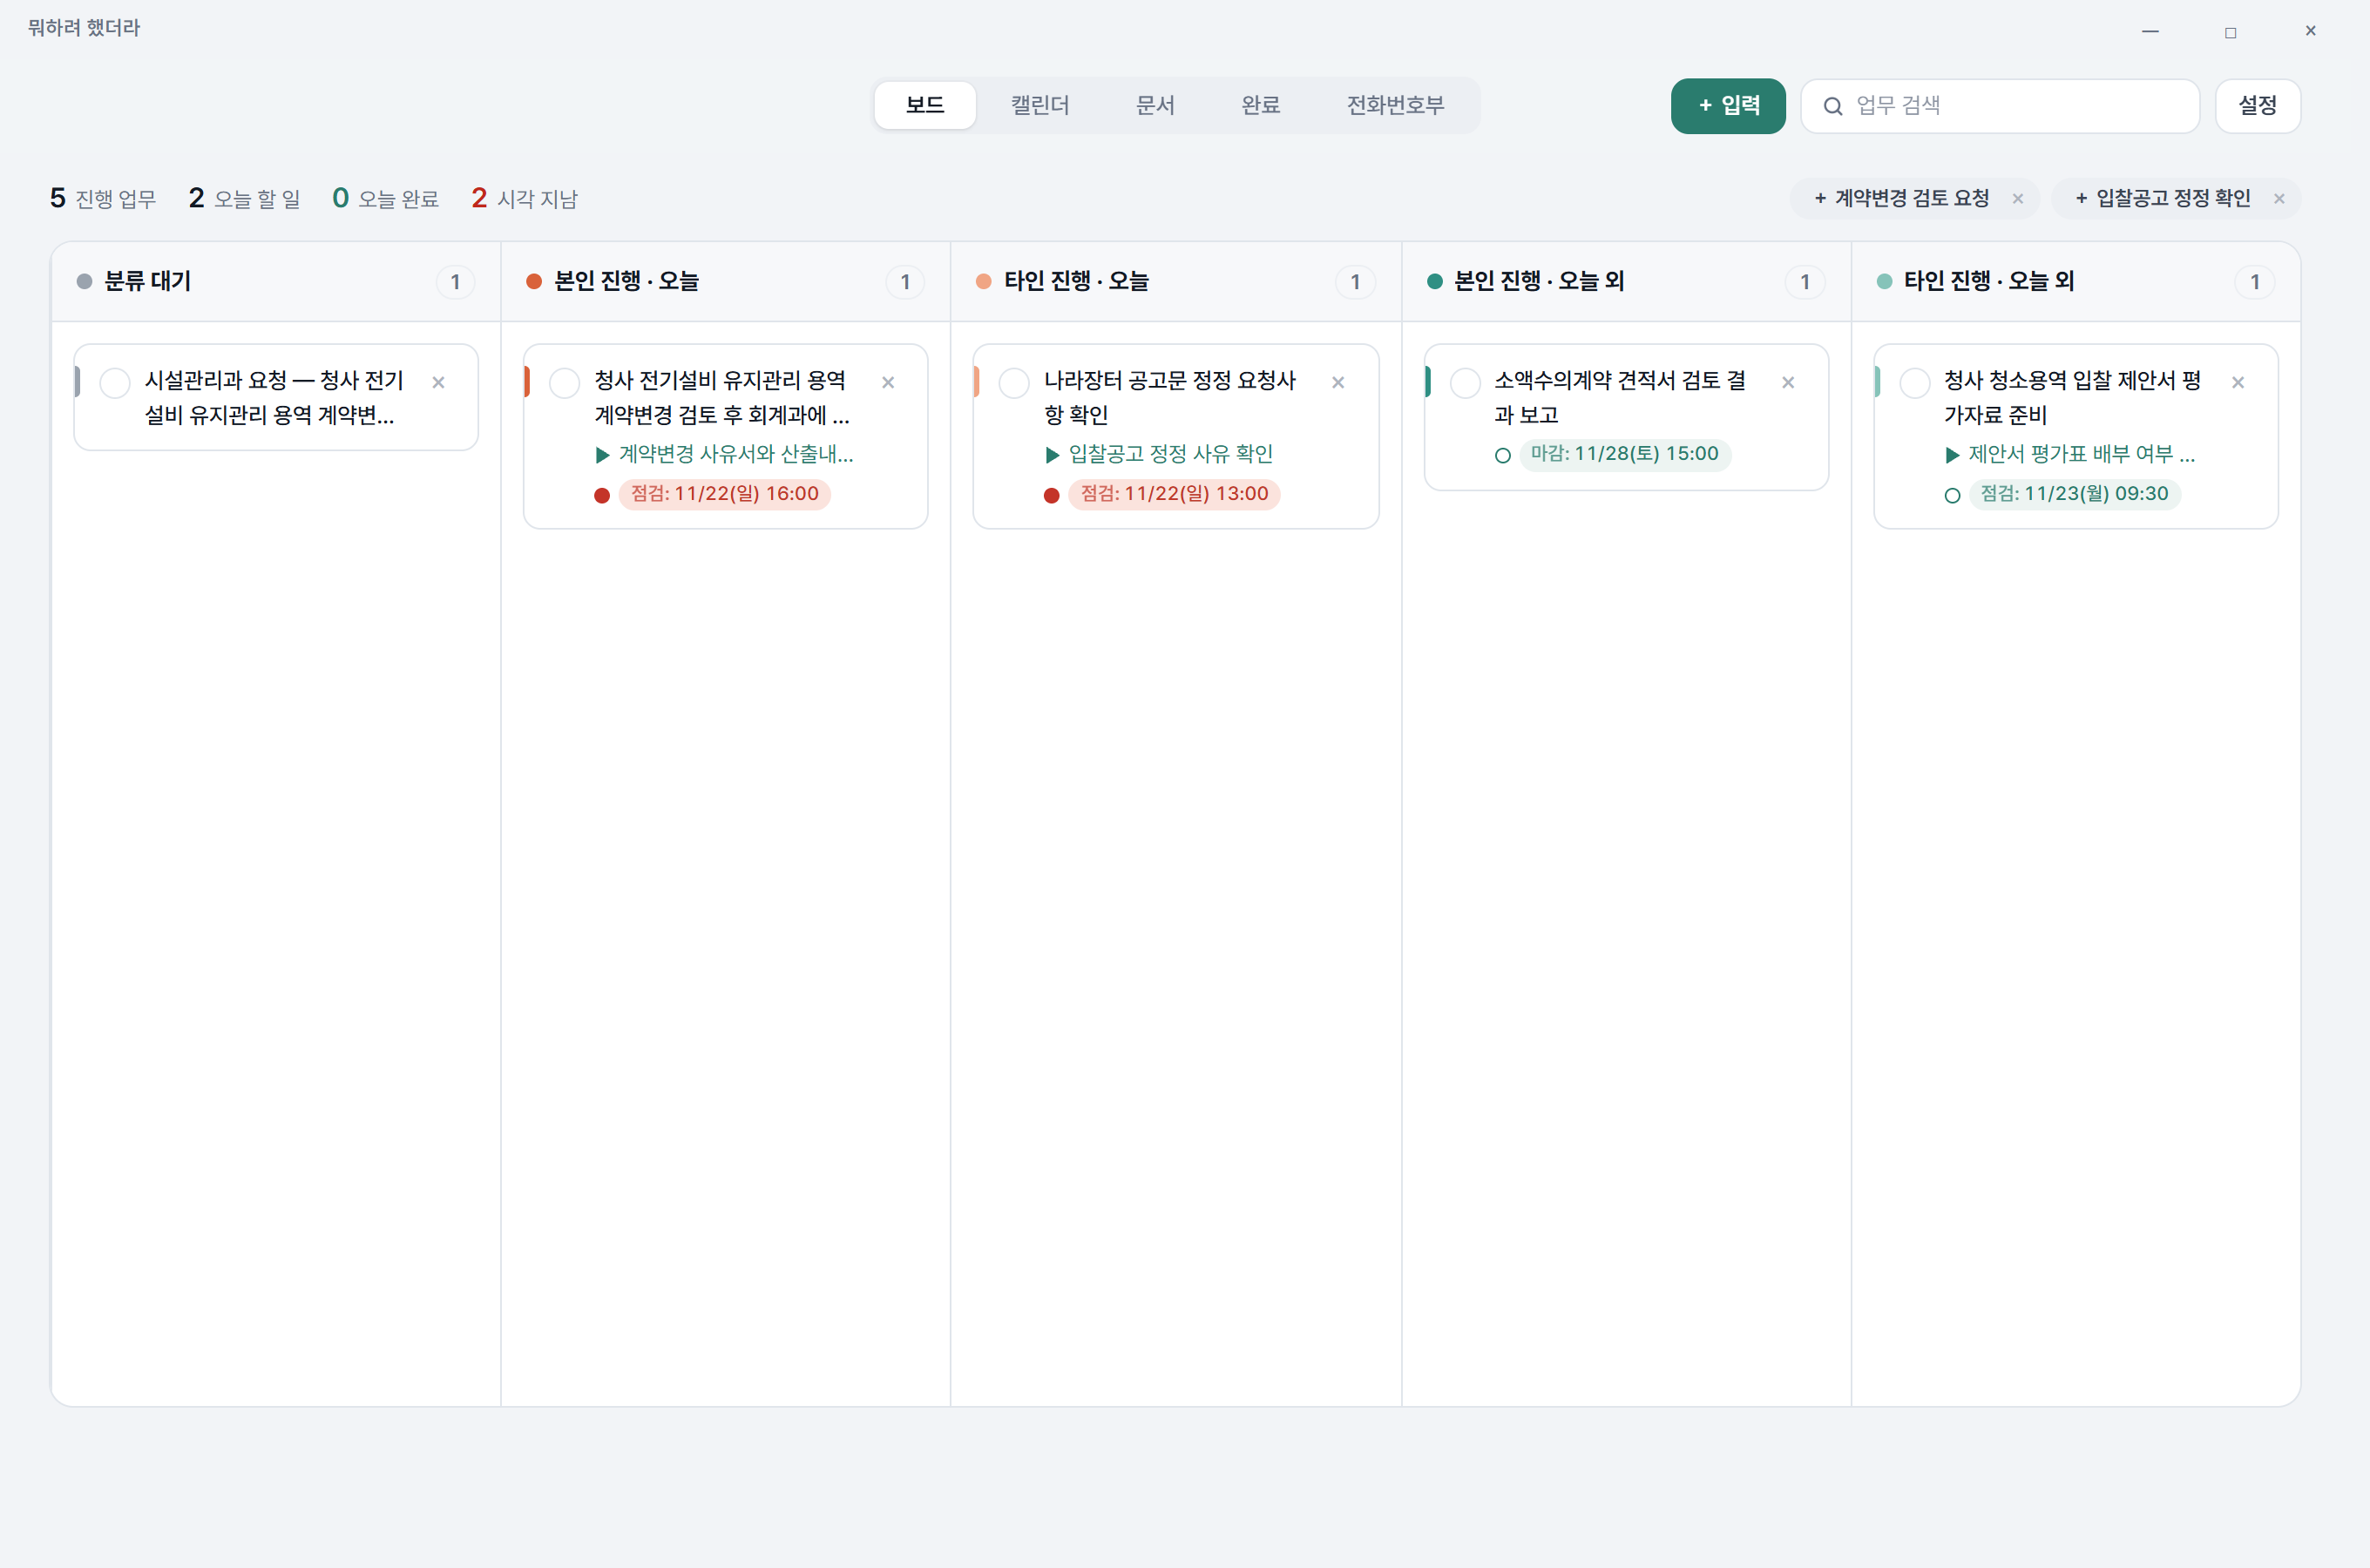 뭐하려 했더라
보드 캘린더 문서 완료 전화번호부
+ 입력
업무 검색
설정
5 진행 업무 2 오늘 할 일 0 오늘 완료 2 시각 지남
+ 계약변경 검토 요청 ×
+ 입찰공고 정정 확인 ×
분류 대기 1
시설관리과 요청 — 청사 전기
설비 유지관리 용역 계약변...
본인 진행 · 오늘 1
청사 전기설비 유지관리 용역
계약변경 검토 후 회계과에 ...
▶ 계약변경 사유서와 산출내...
점검: 11/22(일) 16:00
타인 진행 · 오늘 1
나라장터 공고문 정정 요청사
항 확인
▶ 입찰공고 정정 사유 확인
점검: 11/22(일) 13:00
본인 진행 · 오늘 외 1
소액수의계약 견적서 검토 결
과 보고
마감: 11/28(토) 15:00
타인 진행 · 오늘 외 1
청사 청소용역 입찰 제안서 평
가자료 준비
▶ 제안서 평가표 배부 여부 ...
점검: 11/23(월) 09:30